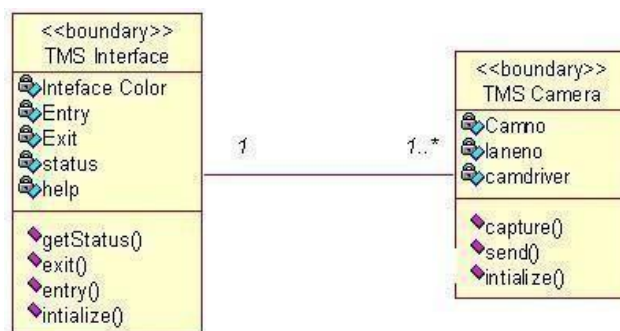 <<boundary>>
TMS Interface
Inteface Color
Entry
Exit
status
help
getStatus()
exit()
entry()
intialize()
1
1..*
<<boundary>>
TMS Camera
Camno
laneno
camdriver
capture()
send()
intialize()